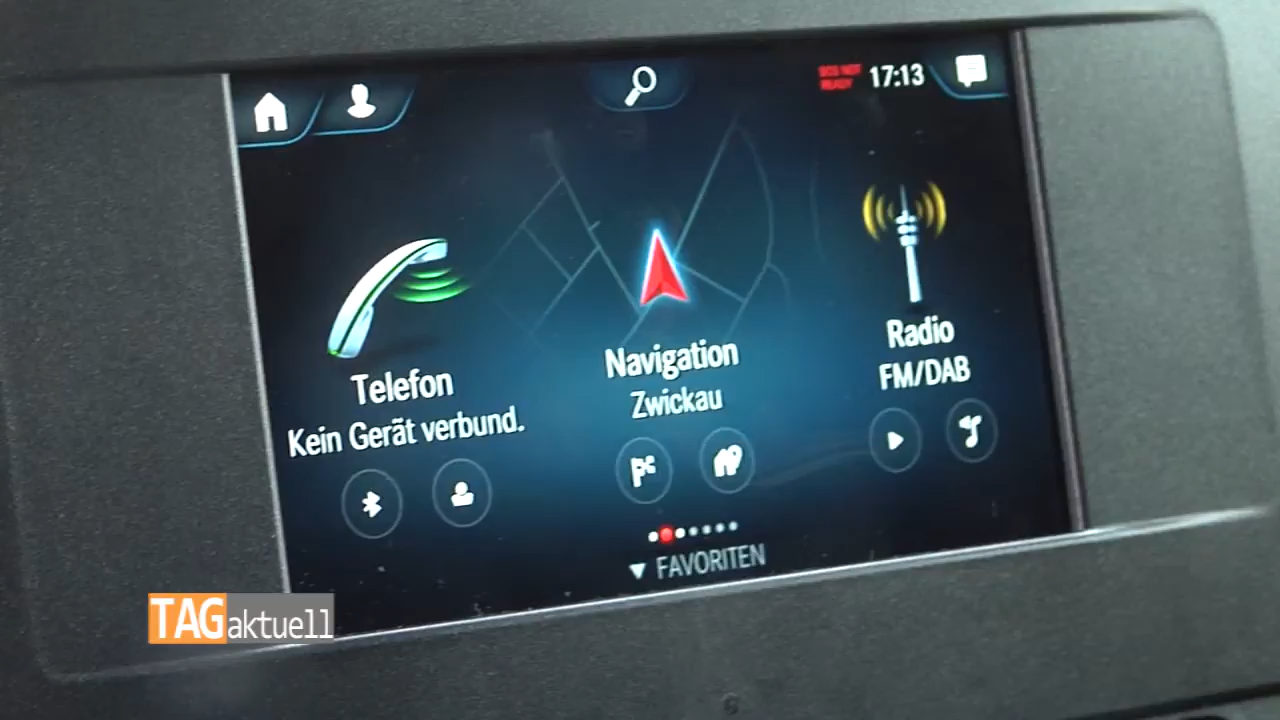 17:13
Telefon
Kein Gerät verbund.
Navigation
Zwickau
Radio
FM/DAB
FAVORITEN
TAGaktuell